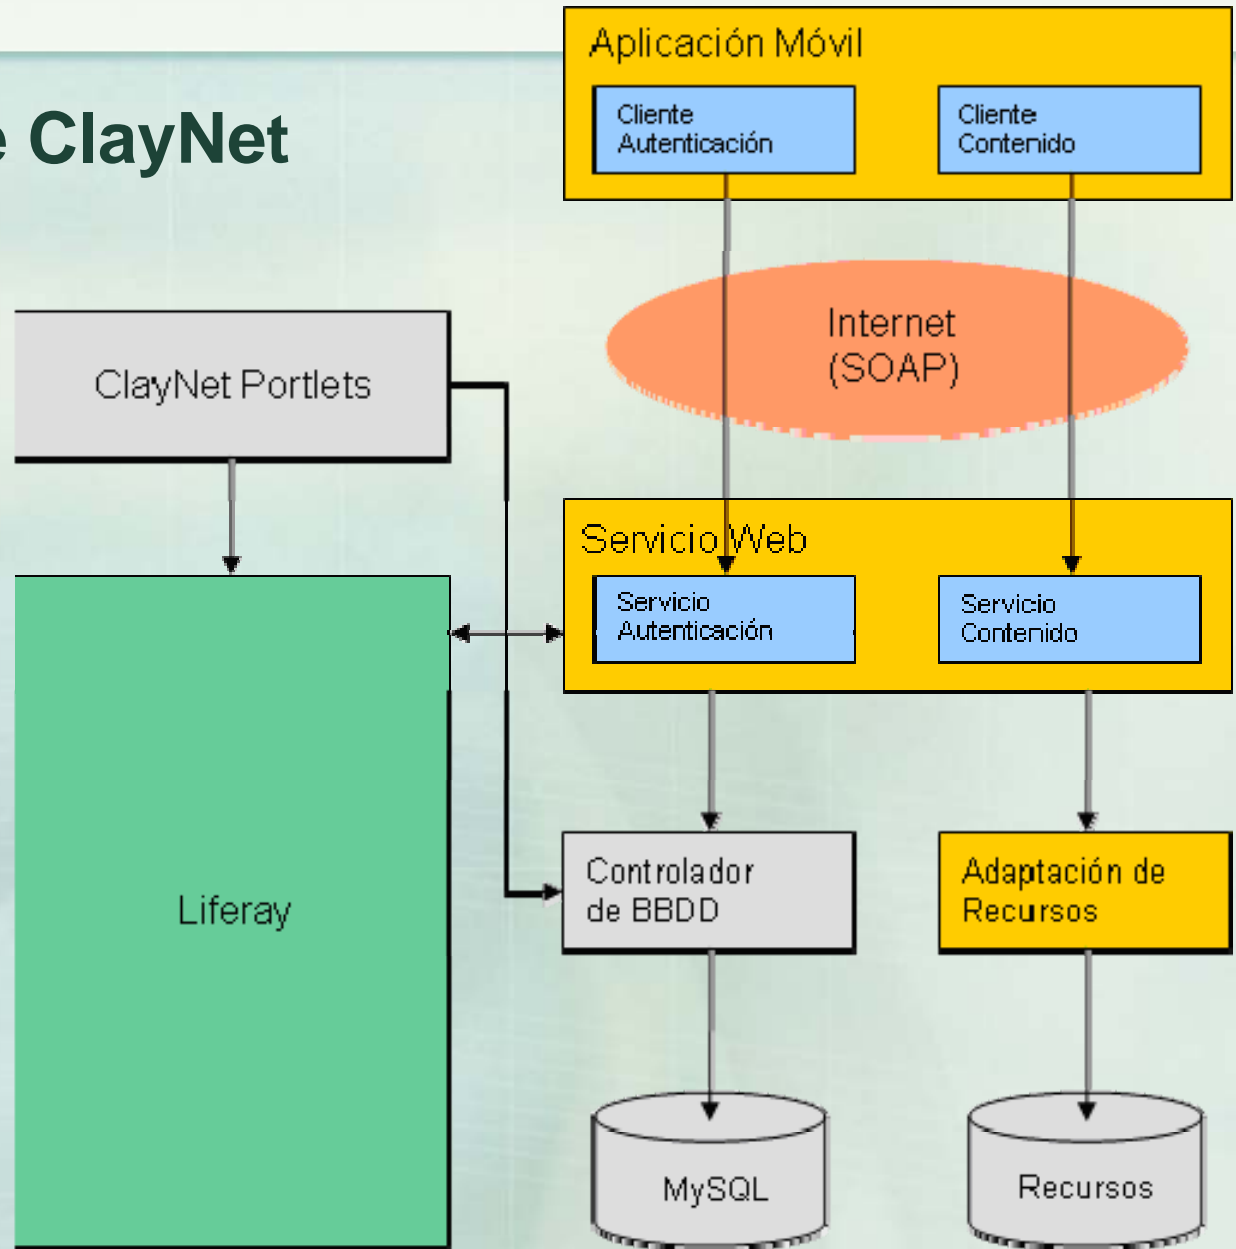 e ClayNet
Aplicación Móvil
Cliente
Autenticación
Cliente
Contenido
Internet
(SOAP)
ClayNet Portlets
Servicio Web
Servicio
Autenticación
Servicio
Contenido
Liferay
Controlador
de BBDD
Adaptación de
Recursos
MySQL
Recursos